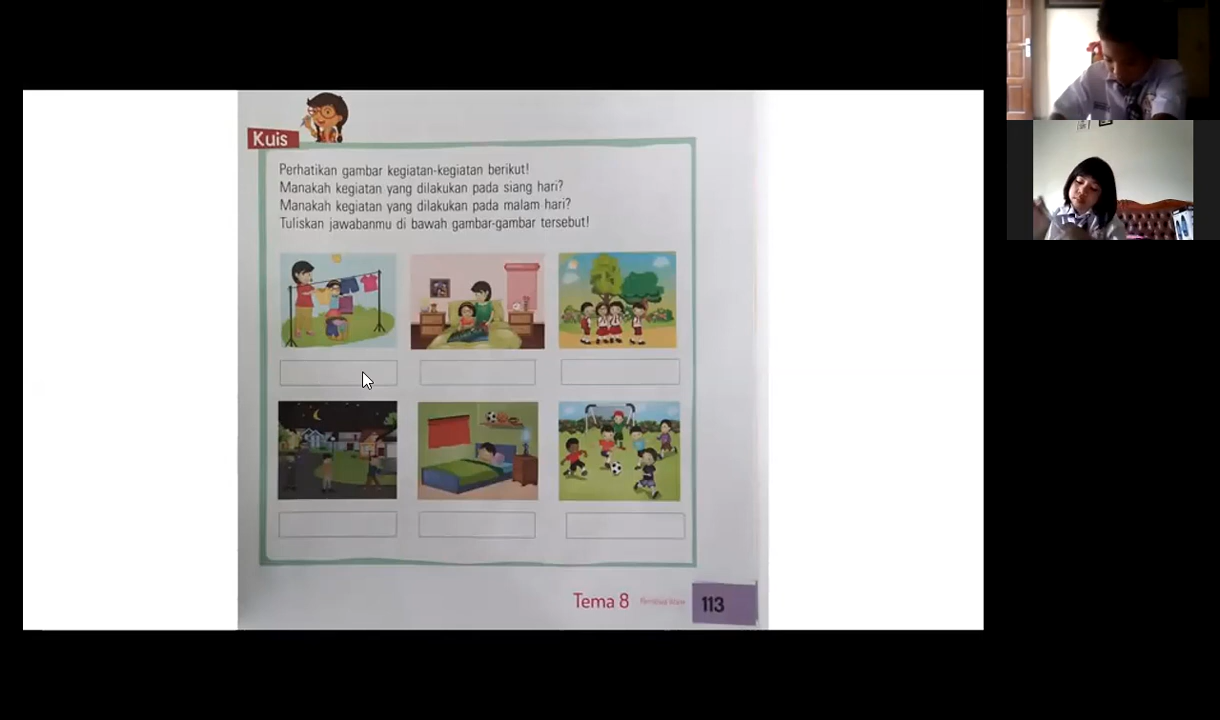 Kuis
Perhatikan gambar kegiatan-kegiatan berikut!
Manakah kegiatan yang dilakukan pada siang hari?
Manakah kegiatan yang dilakukan pada malam hari?
Tuliskan jawabanmu di bawah gambar-gambar tersebut!
Tema 8
113